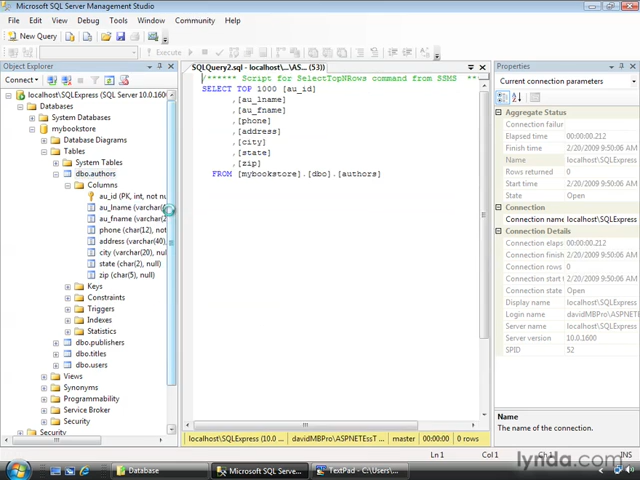 Microsoft SQL Server Management Studio
File Edit View Debug Tools Window Community Help
New Query
Execute
Object Explorer
Connect
localhost\SQLExpress (SQL Server 10.0.1600
Databases
System Databases
mybookstore
Database Diagrams
Tables
System Tables
dbo.authors
Columns
au_id (PK, int, not nu
au_lname (varchar(
au_fname (varchar(2
phone (char(12), not
address (varchar(40)
city (varchar(20), nu
state (char(2), null)
zip (char(5), null)
Keys
Constraints
Triggers
Indexes
Statistics
dbo.publishers
dbo.titles
dbo.users
Views
Synonyms
Programmability
Service Broker
Security
Security
SQLQuery2.sql - localhost\...\AS... (53))
/****** Script for SelectTopNRows command from SSMS **
SELECT TOP 1000 [au_id]
,[au_lname]
,[au_fname]
,[phone]
,[address]
,[city]
,[state]
,[zip]
FROM [mybookstore].[dbo].[authors]
localhost\SQLExpress (10.0 ... davidMBPro\ASPNETEssT ... master 00:00:00 0 rows
Properties
Current connection parameters
Aggregate Status
Connection failur
Elapsed time 00:00:00.212
Finish time 2/20/2009 9:50:06 A
Name localhost\SQLExpress
Rows returned 0
Start time 2/20/2009 9:50:06 A
State Open
Connection
Connection name localhost\SQLExpress
Connection Details
Connection elaps 00:00:00.212
Connection finish 2/20/2009 9:50:06 A
Connection rows 0
Connection start t 2/20/2009 9:50:06 A
Connection state Open
Display name localhost\SQLExpress
Login name davidMBPro\ASPNETE
Server name localhost\SQLExpress
Server version 10.0.1600
SPID 52
Name
The name of the connection.
Ln 1 Col 1 Ch 1 INS
Start Database Microsoft SQL Serve... TextPad - C:\Users\...
lynda.com